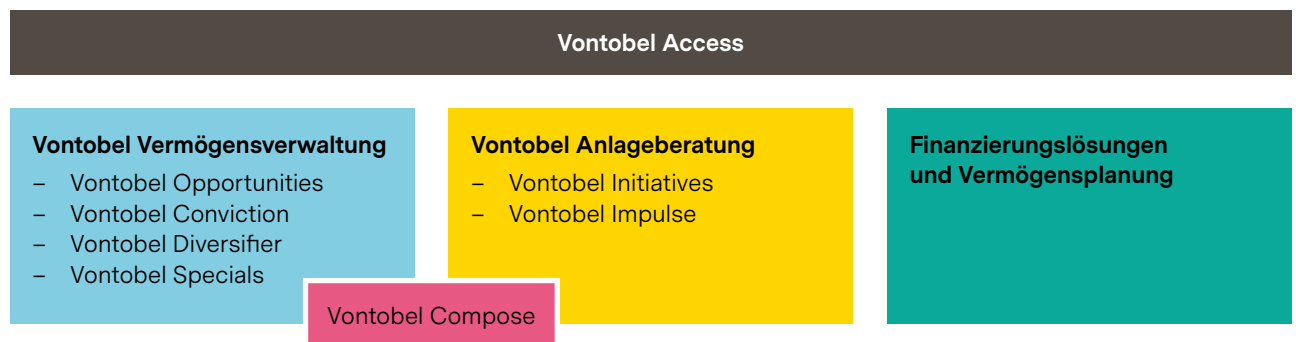 Vontobel Access
Vontobel Vermögensverwaltung
– Vontobel Opportunities
– Vontobel Conviction
– Vontobel Diversifier
– Vontobel Specials
Vontobel Anlageberatung
– Vontobel Initiatives
– Vontobel Impulse
Vontobel Compose
Finanzierungslösungen
und Vermögensplanung